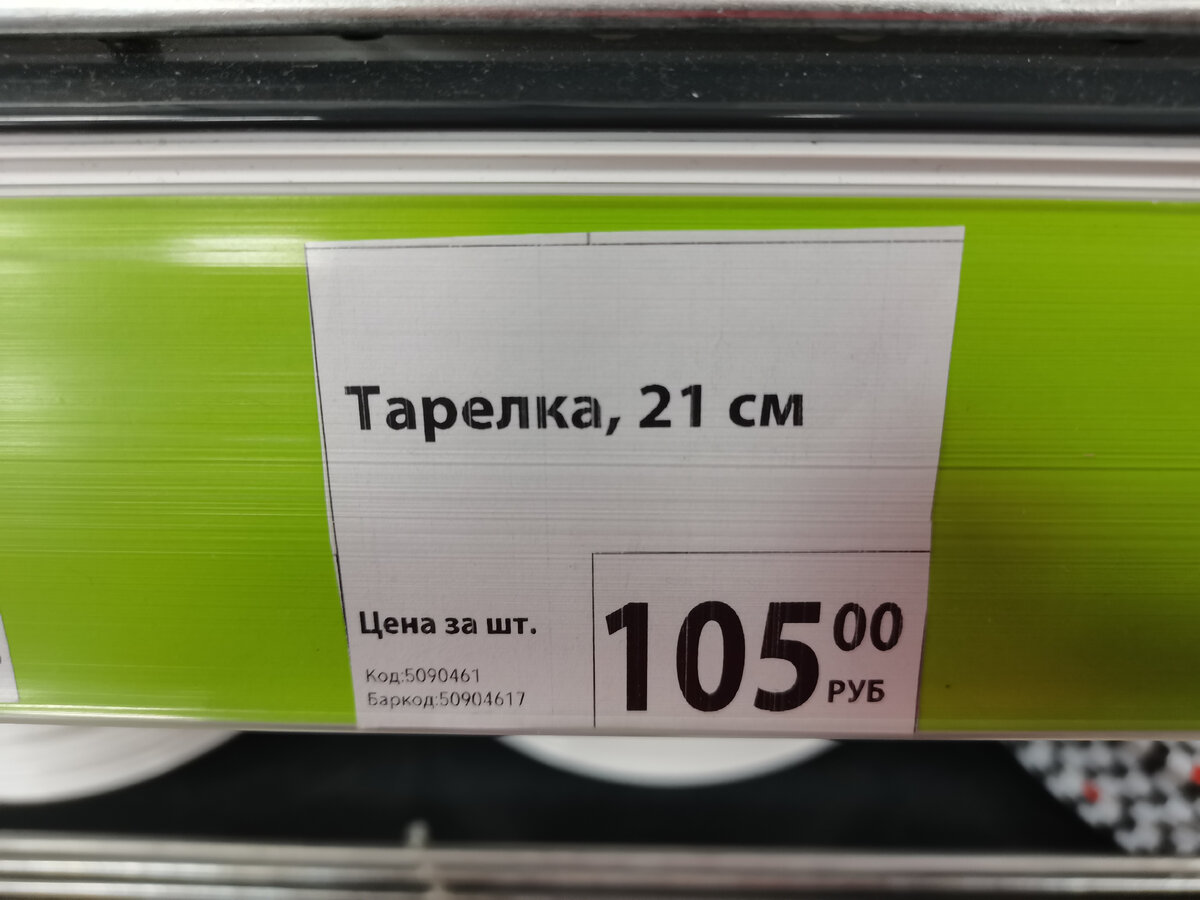 Тарелка, 21 см
Цена за шт.
105 00
РУБ
Код:5090461
Баркод:50904617